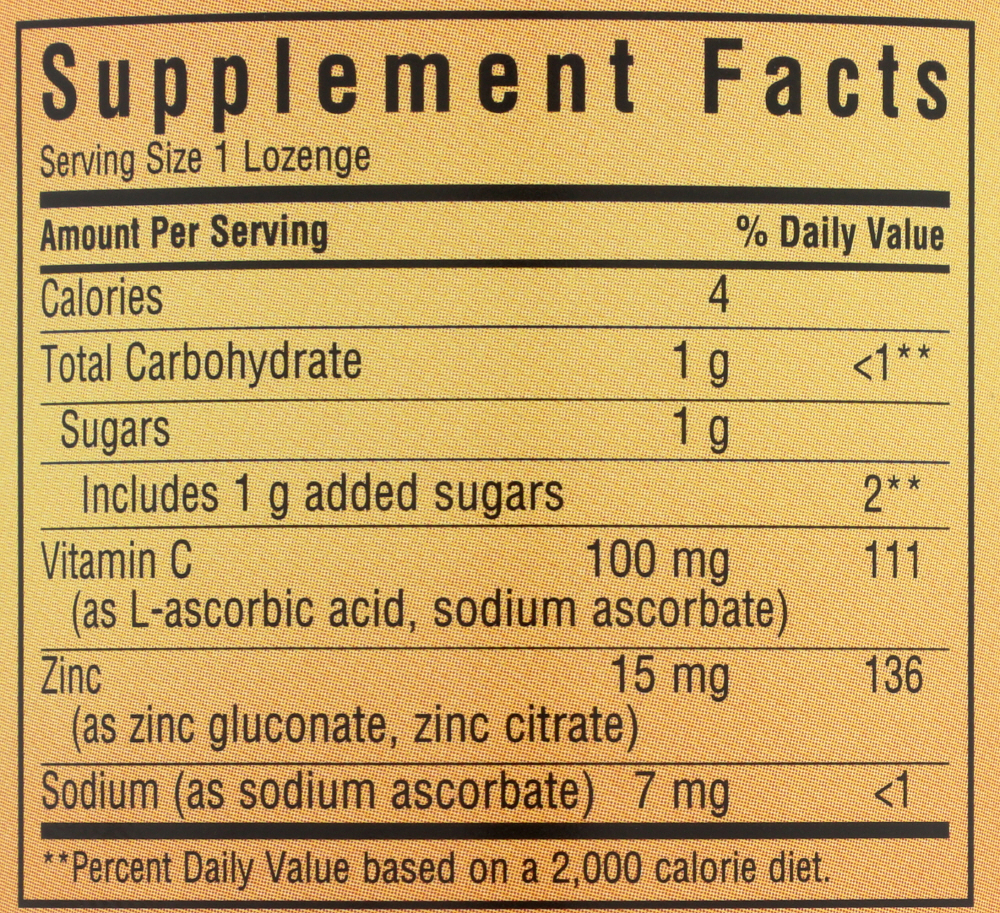 Supplement Facts
Serving Size 1 Lozenge
Amount Per Serving % Daily Value
Calories 4
Total Carbohydrate 1 g <1**
Sugars 1 g
Includes 1 g added sugars 2**
Vitamin C 100 mg 111
(as L-ascorbic acid, sodium ascorbate)
Zinc 15 mg 136
(as zinc gluconate, zinc citrate)
Sodium (as sodium ascorbate) 7 mg <1
**Percent Daily Value based on a 2,000 calorie diet.